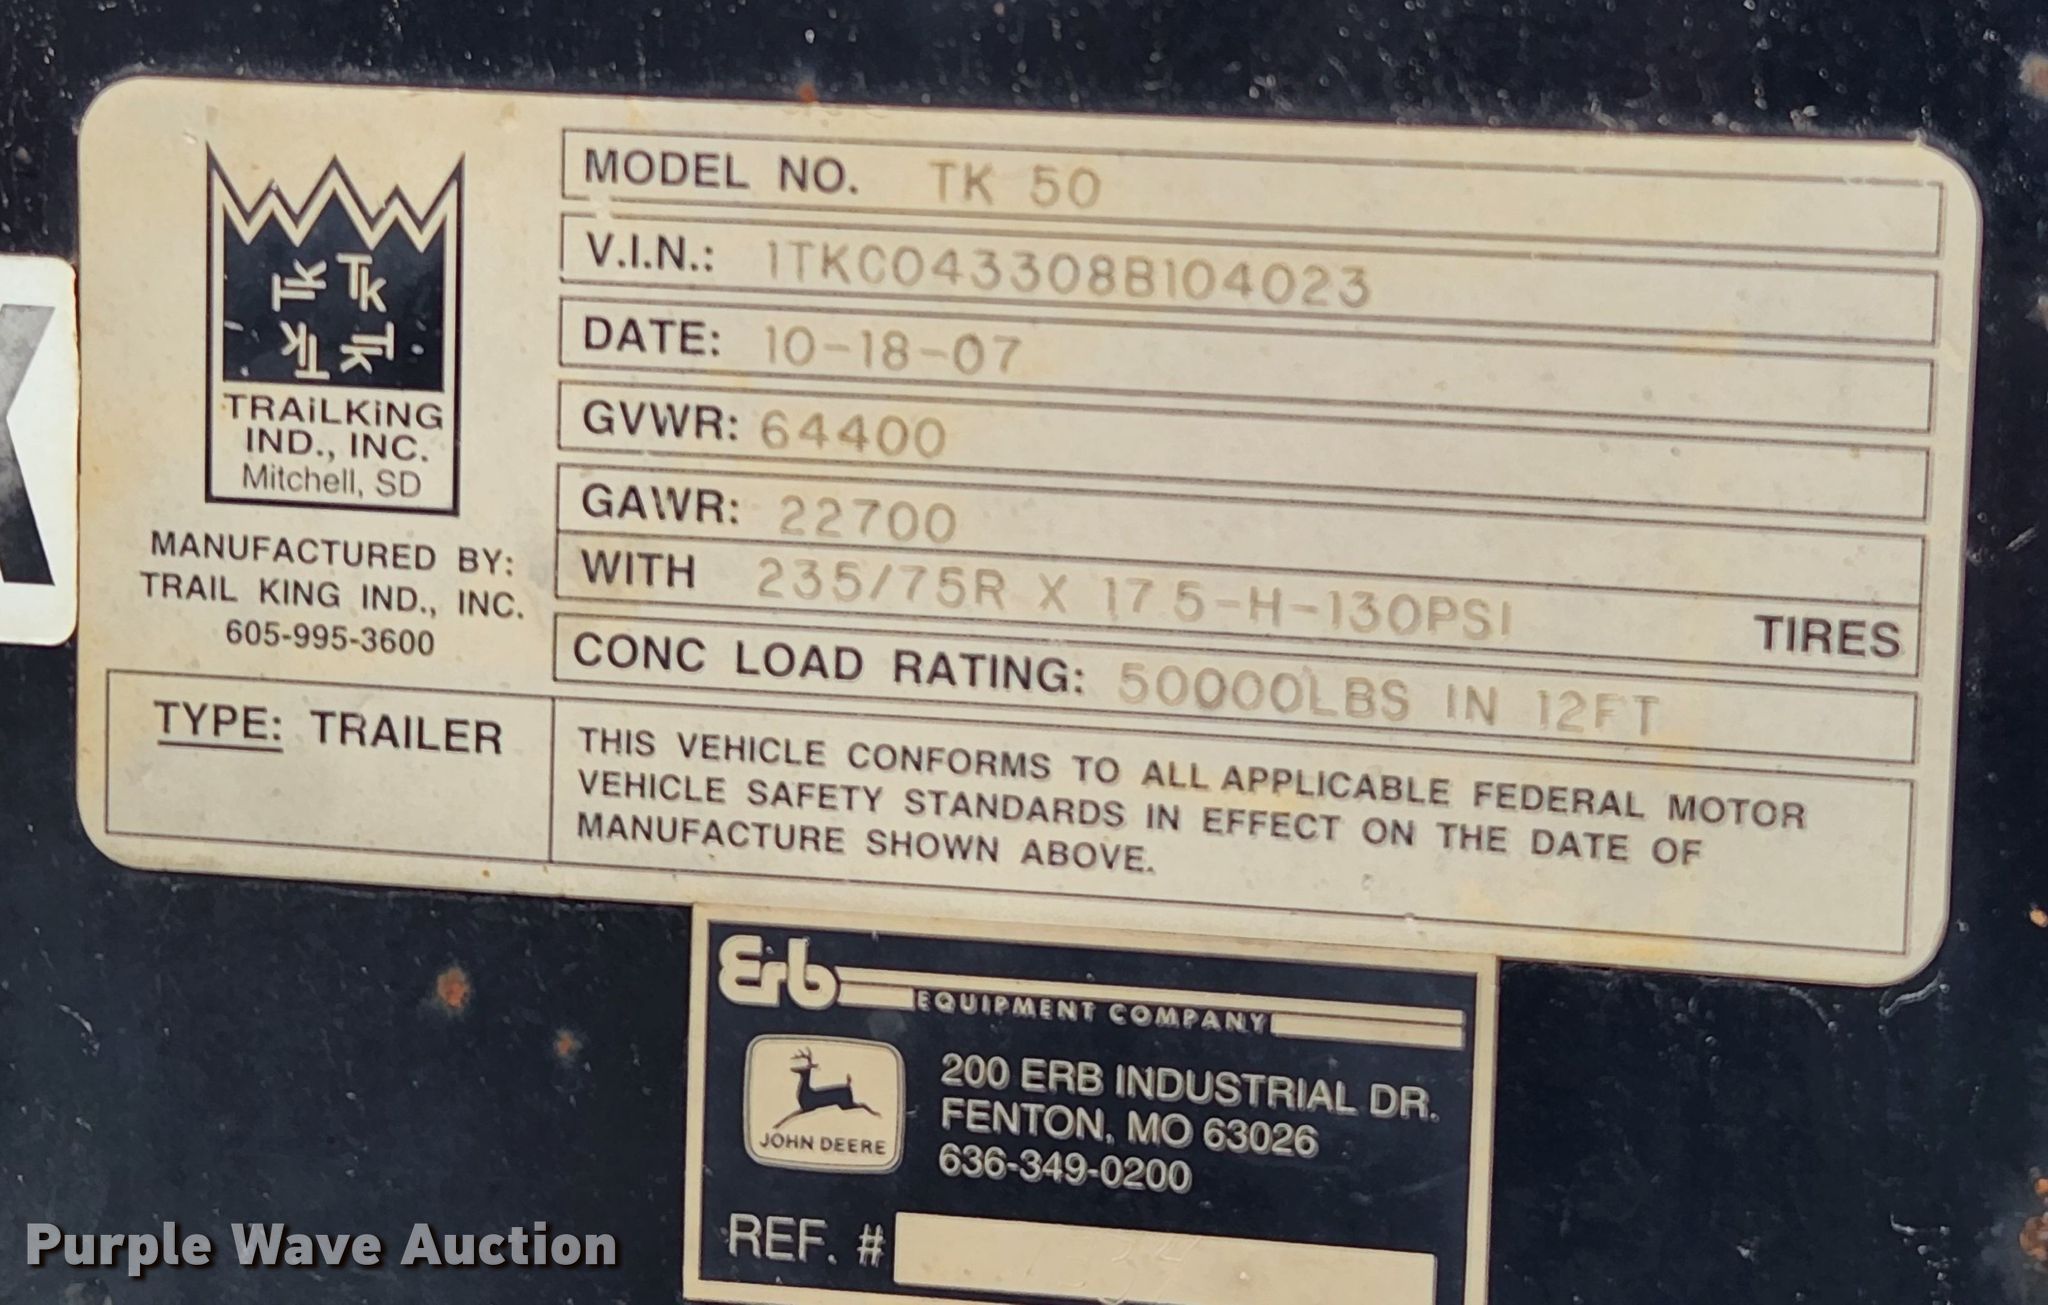 TK TK
TK TK
TRAiLKiNG
IND., INC.
Mitchell, SD
MANUFACTURED BY:
TRAIL KING IND., INC.
605-995-3600
TYPE: TRAILER
MODEL NO. TK 50
V.I.N.: 1TKC043308B104023
DATE: 10-18-07
GVWR: 64400
GAWR: 22700
WITH 235/75R X 17.5-H-130PSI TIRES
CONC LOAD RATING: 50000LBS IN 12FT
THIS VEHICLE CONFORMS TO ALL APPLICABLE FEDERAL MOTOR
VEHICLE SAFETY STANDARDS IN EFFECT ON THE DATE OF
MANUFACTURE SHOWN ABOVE.
Erb
EQUIPMENT COMPANY
JOHN DEERE
200 ERB INDUSTRIAL DR.
FENTON, MO 63026
636-349-0200
REF. #
Purple Wave Auction